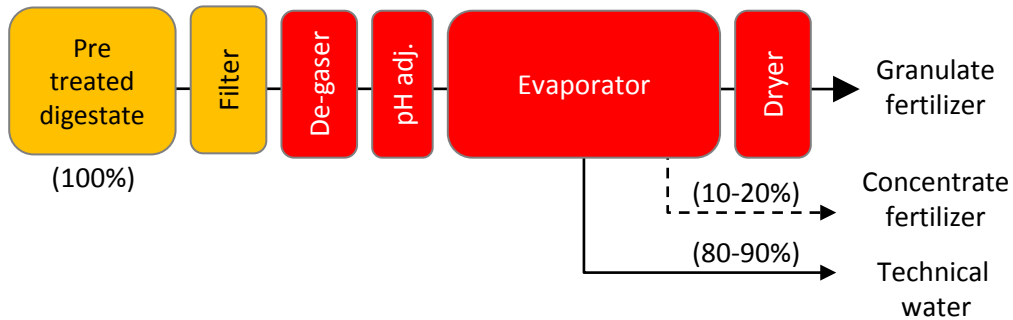 Pre
treated
digestate
(100%)
Filter
De-gaser
pH adj.
Evaporator
Dryer
Granulate
fertilizer
(10-20%)
Concentrate
fertilizer
(80-90%)
Technical
water